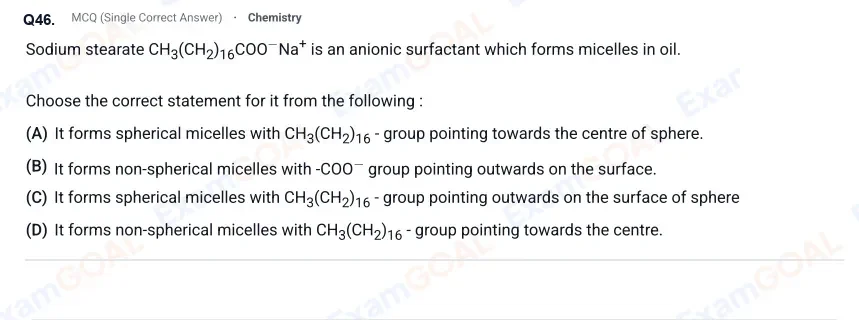 Q46. MCQ (Single Correct Answer) · Chemistry
Sodium stearate CH₃(CH₂)₁₆COO⁻Na⁺ is an anionic surfactant which forms micelles in oil.
Choose the correct statement for it from the following :
(A) It forms spherical micelles with CH₃(CH₂)₁₆ - group pointing towards the centre of sphere.
(B) It forms non-spherical micelles with -COO⁻ group pointing outwards on the surface.
(C) It forms spherical micelles with CH₃(CH₂)₁₆ - group pointing outwards on the surface of sphere
(D) It forms non-spherical micelles with CH₃(CH₂)₁₆ - group pointing towards the centre.
ExamGOAL